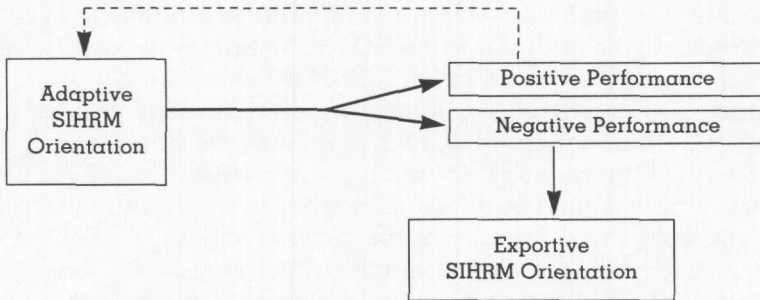 Adaptive
SIHRM
Orientation
Positive Performance
Negative Performance
Exportive
SIHRM Orientation